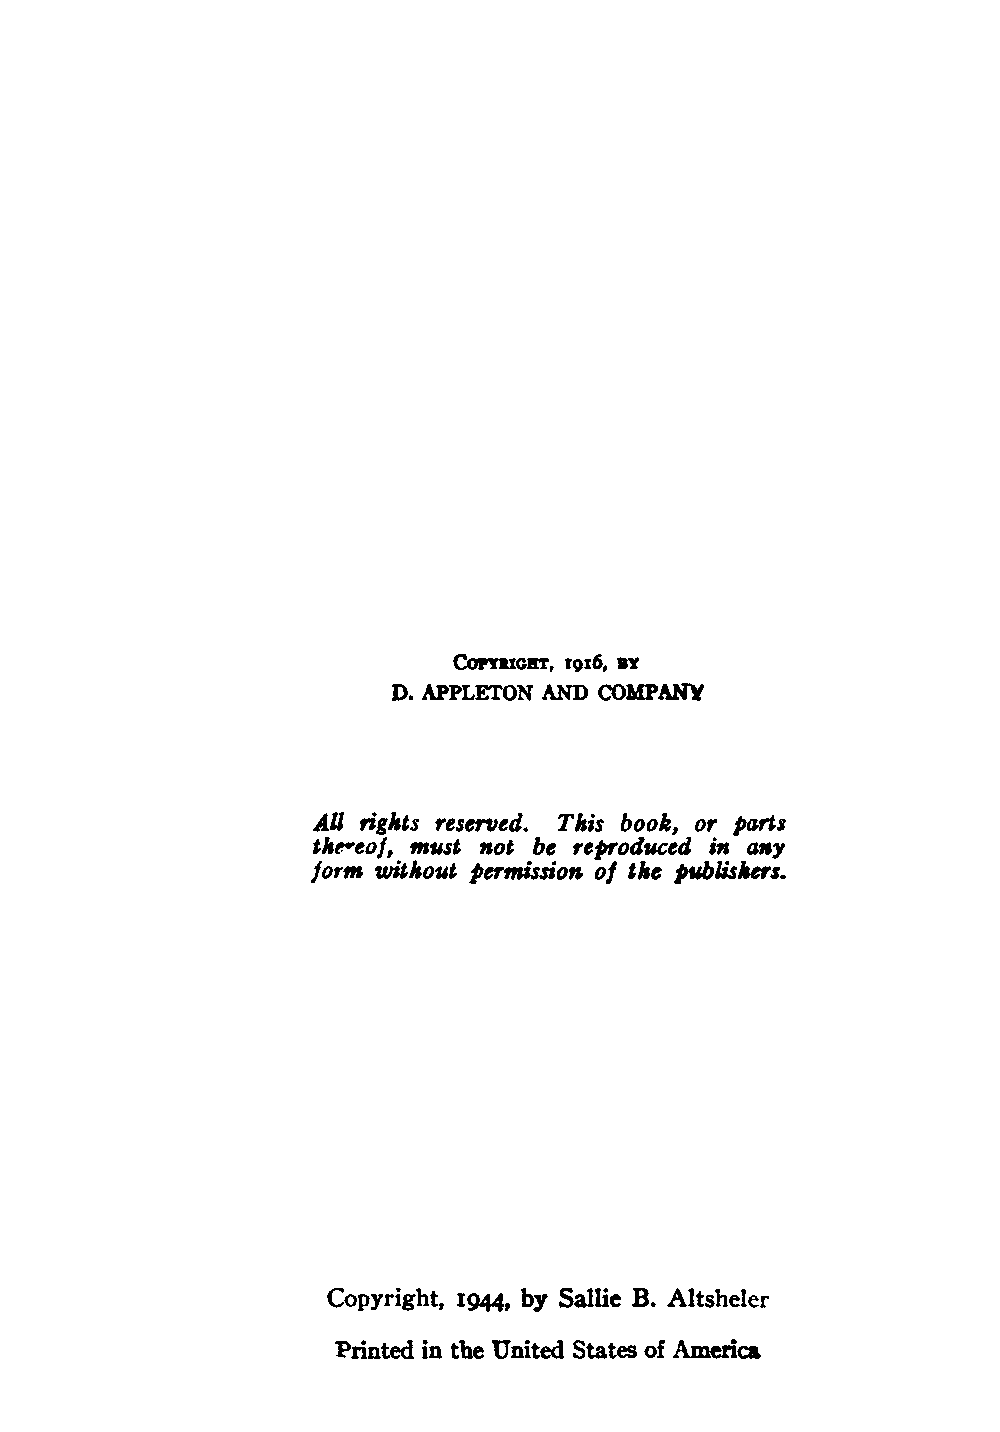 COPYRIGHT, 1916, BY
D. APPLETON AND COMPANY
All rights reserved. This book, or parts
thereof, must not be reproduced in any
form without permission of the publishers.
Copyright, 1944, by Sallie B. Altsheler
Printed in the United States of America